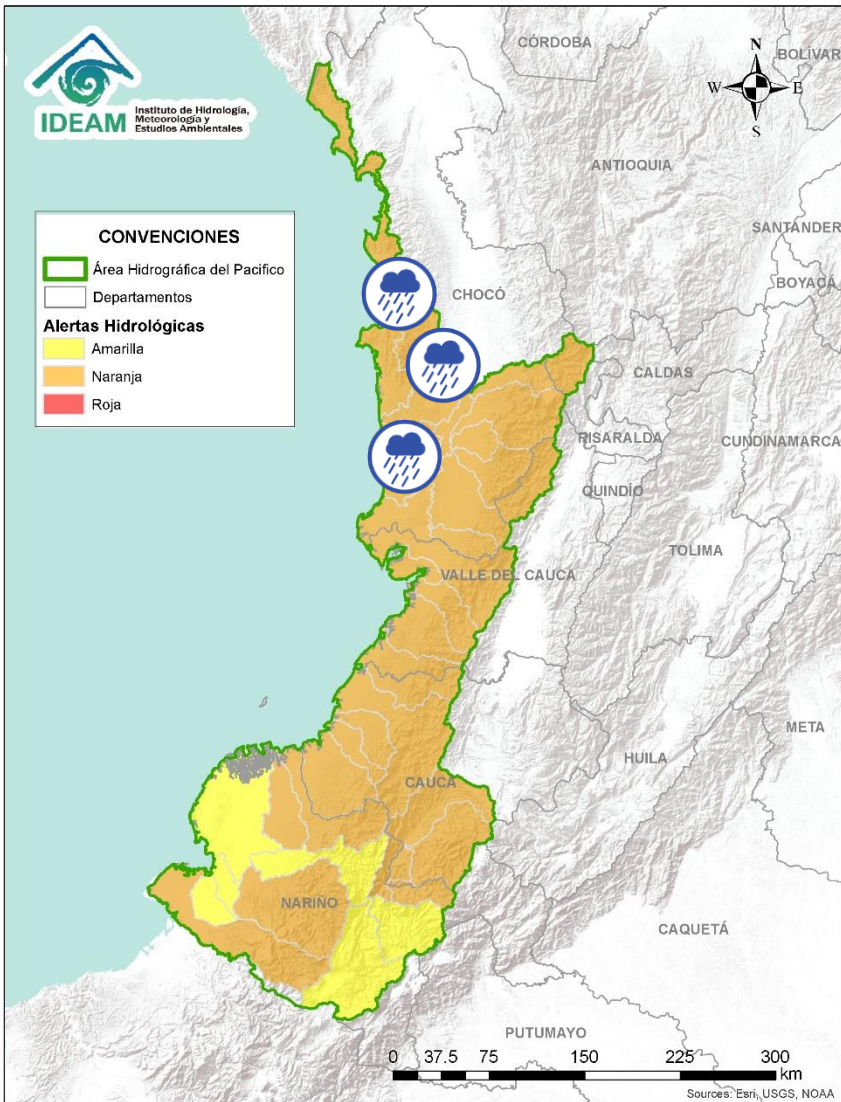 IDEAM
Instituto de Hidrología,
Meteorología y
Estudios Ambientales
CÓRDOBA
BOLÍVAR
N
W
E
S
ANTIOQUIA
SANTANDER
BOYACÁ
CONVENCIONES
Área Hidrográfica del Pacifico
Departamentos
Alertas Hidrológicas
Amarilla
Naranja
Roja
CHOCÓ
CALDAS
RISARALDA
CUNDINAMARCA
QUINDÍO
TOLIMA
VALLE DEL CAUCA
META
HUILA
CAUCA
NARIÑO
CAQUETÁ
PUTUMAYO
0 37.5 75 150 225 300
km
Sources: Esri, USGS, NOAA